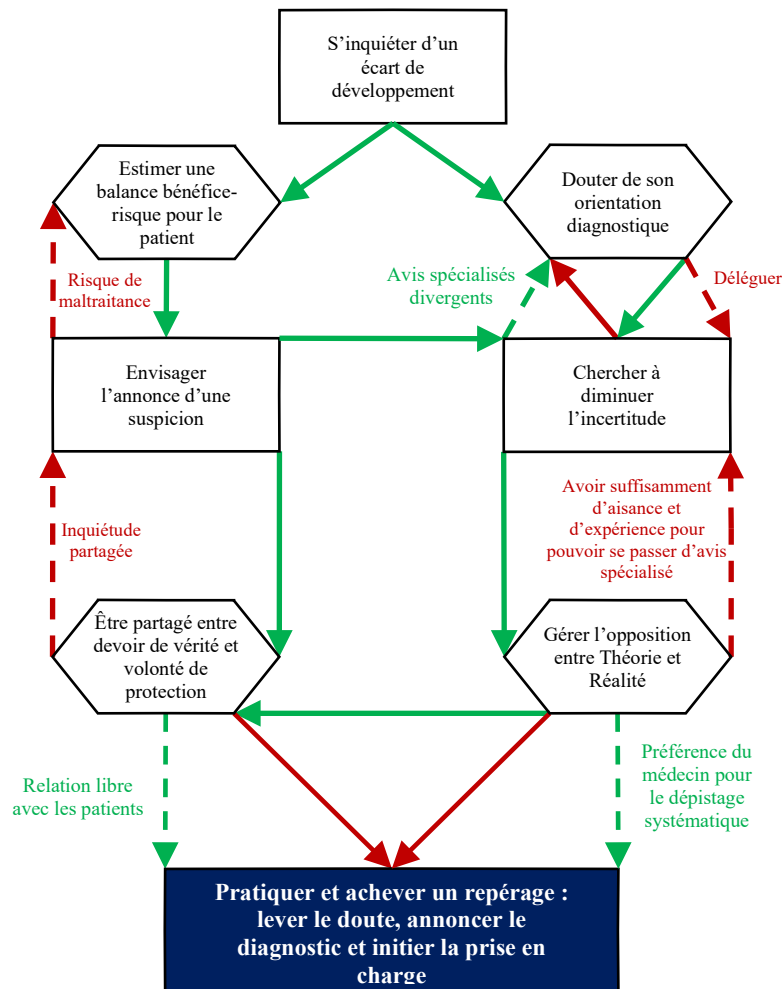 S’inquiéter d’un
écart de
développement
Estimer une
balance bénéfice-
risque pour le
patient
Douter de son
orientation
diagnostique
Risque de
maltraitance
Avis spécialisés
divergents
Déléguer
Envisager
l’annonce d’une
suspicion
Chercher à
diminuer
l’incertitude
Inquiétude
partagée
Avoir suffisamment
d’aisance et
d’expérience pour
pouvoir se passer d’avis
spécialisé
Être partagé entre
devoir de vérité et
volonté de
protection
Gérer l’opposition
entre Théorie et
Réalité
Relation libre
avec les patients
Préférence du
médecin pour
le dépistage
systématique
Pratiquer et achever un repérage :
lever le doute, annoncer le
diagnostic et initier la prise en
charge